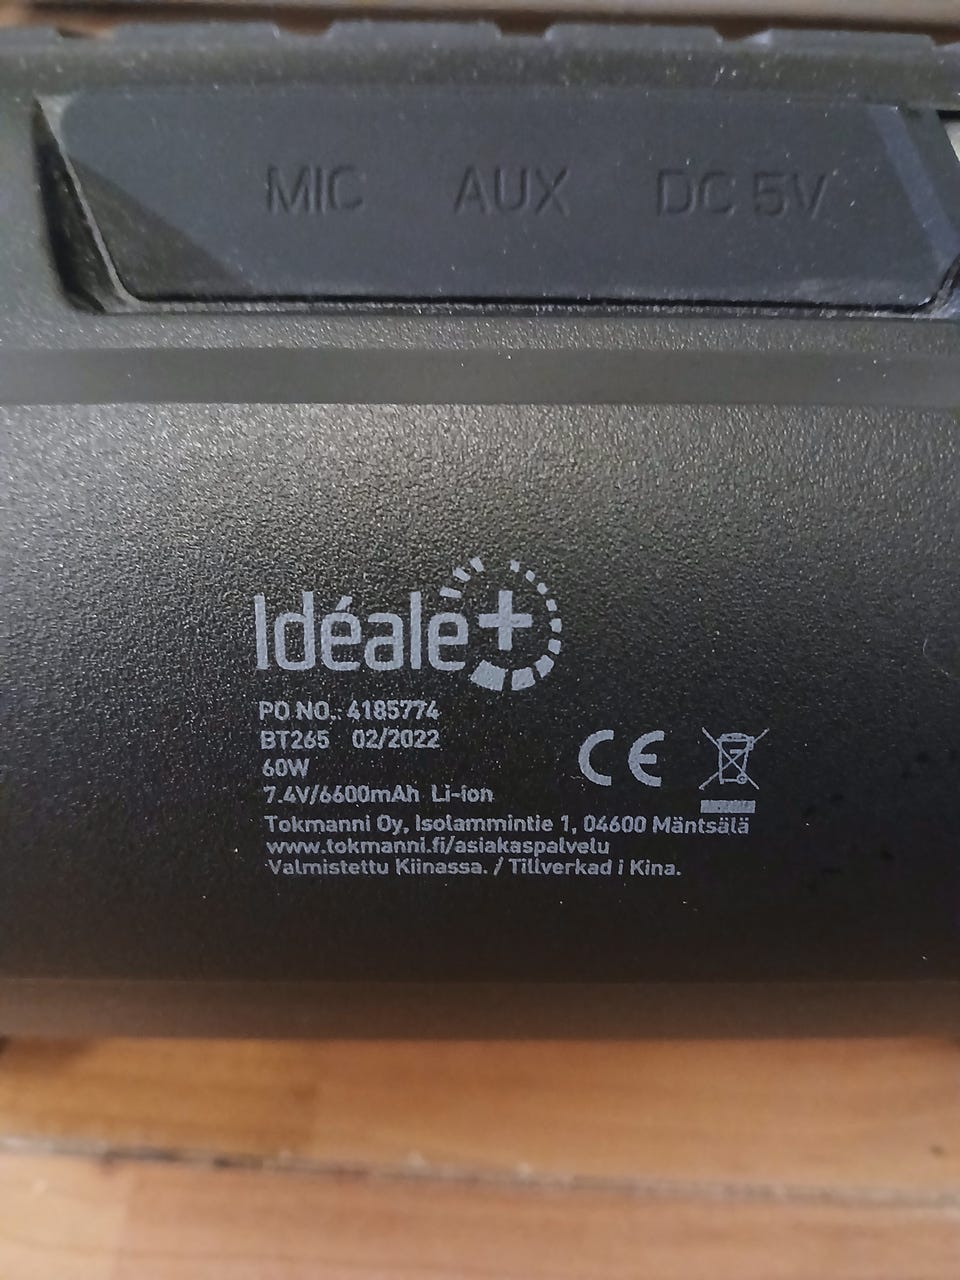 MIC AUX DC 5V
Idéale+
PO NO.: 4185774
BT265 02/2022
60W
7.4V/6600mAh Li-ion
CE
Tokmanni Oy, Isolammintie 1, 04600 Mäntsälä
www.tokmanni.fi/asiakaspalvelu
Valmistettu Kiinassa. / Tillverkad i Kina.